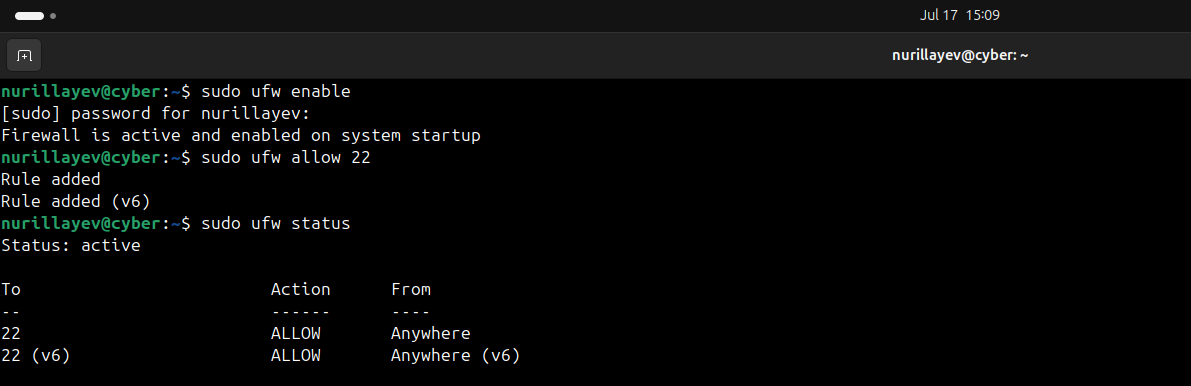 Jul 17 15:09
nurillayev@cyber: ~
nurillayev@cyber:~$ sudo ufw enable
[sudo] password for nurillayev:
Firewall is active and enabled on system startup
nurillayev@cyber:~$ sudo ufw allow 22
Rule added
Rule added (v6)
nurillayev@cyber:~$ sudo ufw status
Status: active
To                         Action      From
--                         ------      ----
22                         ALLOW       Anywhere
22 (v6)                    ALLOW       Anywhere (v6)